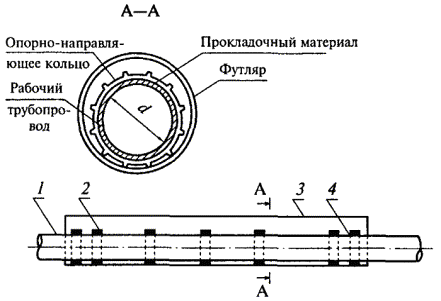 А—А
Опорно-направля-
ющее кольцо
Прокладочный материал
Футляр
Рабочий
трубопро-
вод
d
1
2
А
3
4
А